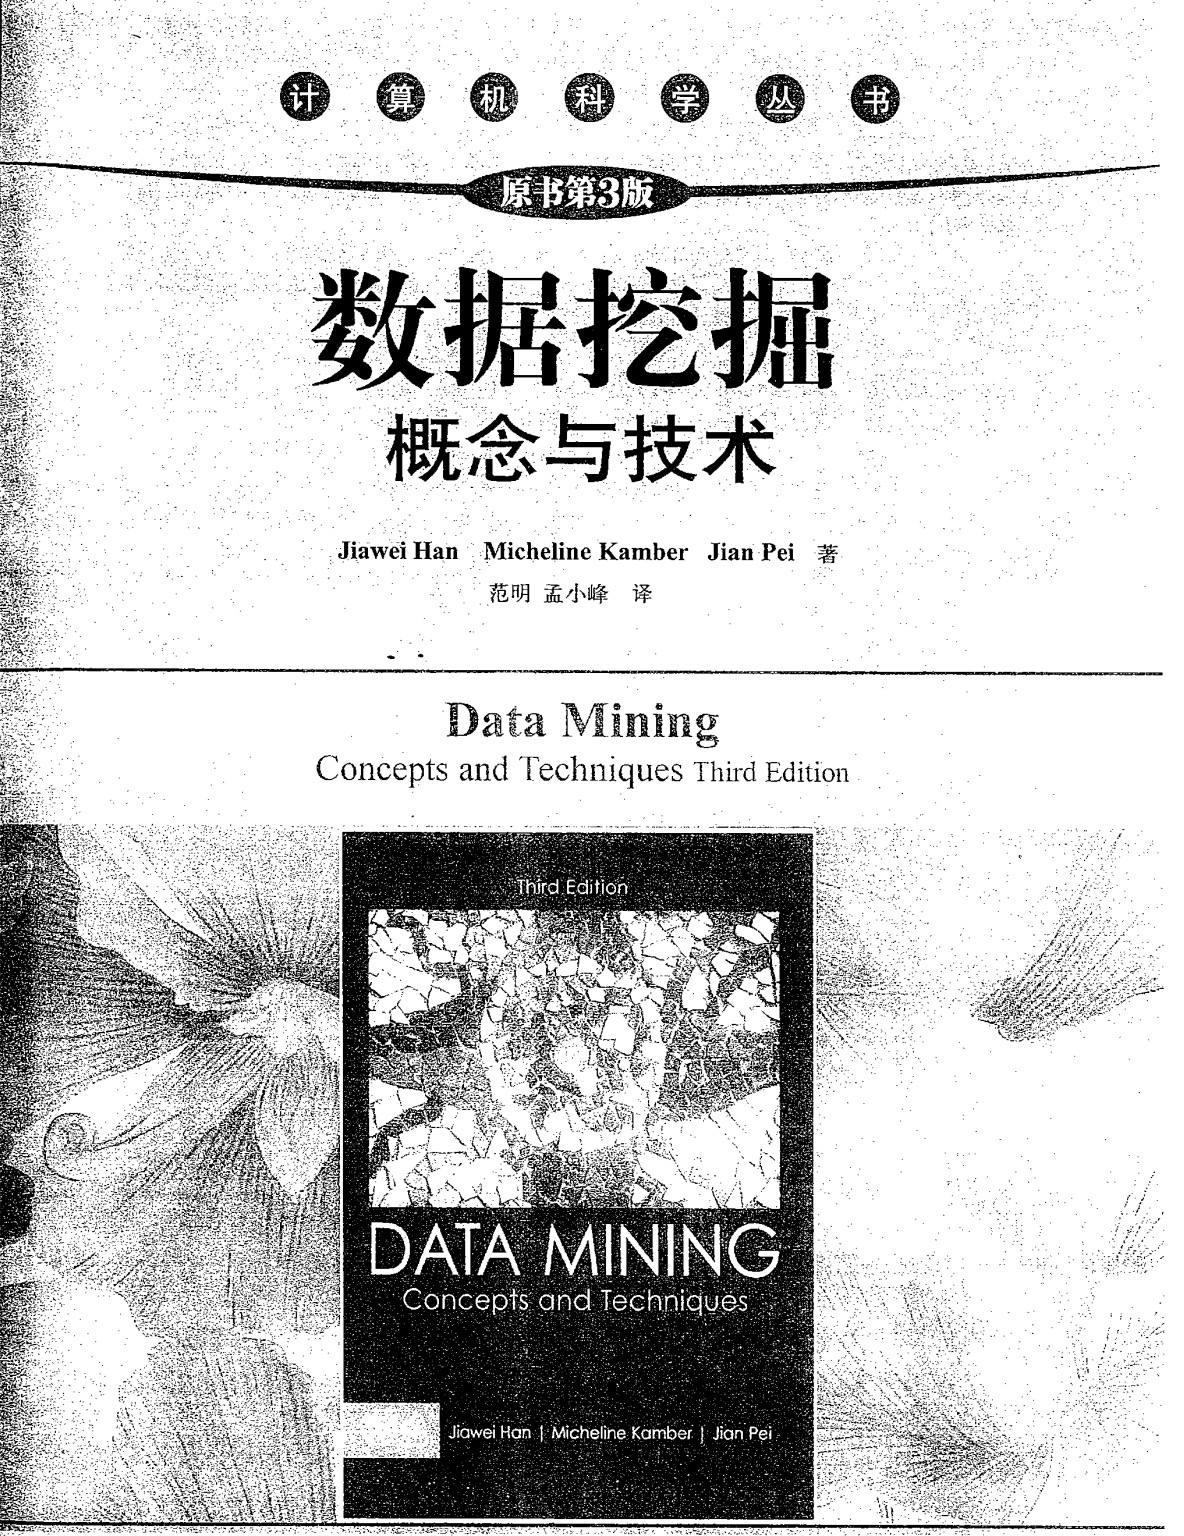 计算机科学丛书
原书第3版
数据挖掘
概念与技术
Jiawei Han Micheline Kamber Jian Pei 著
范明 孟小峰 译
Data Mining
Concepts and Techniques Third Edition
Third Edition
DATA MINING
Concepts and Techniques
Jiawei Han | Micheline Kamber | Jian Pei